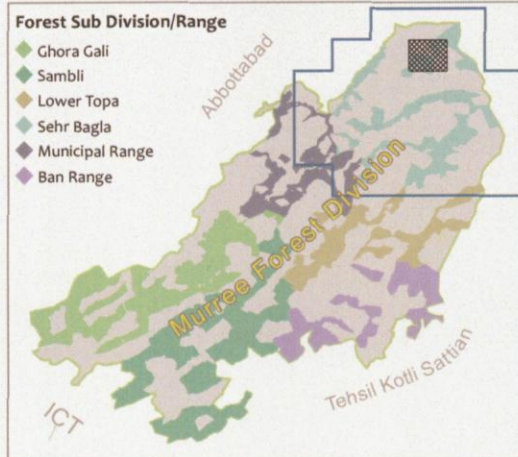 Forest Sub Division/Range
Ghora Gali
Sambli
Lower Topa
Sehr Bagla
Municipal Range
Ban Range
Abbottabad
Murree Forest Division
Tehsil Kotli Sattian
ICT